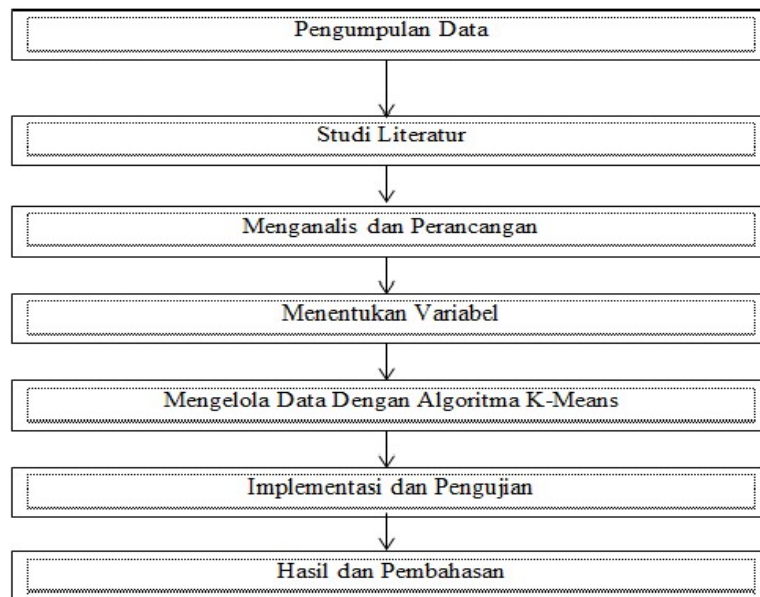 Pengumpulan Data
Studi Literatur
Menganalis dan Perancangan
Menentukan Variabel
Mengelola Data Dengan Algoritma K-Means
Implementasi dan Pengujian
Hasil dan Pembahasan